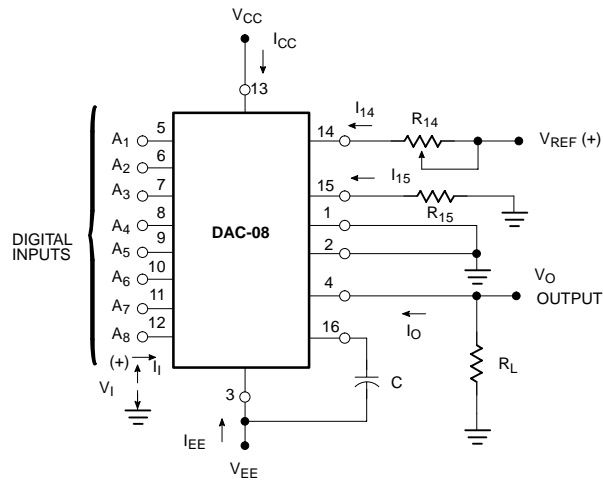 VCC
ICC
13
I14
R14
5
14
VREF (+)
A1
6
A2
7
I15
15
A3
R15
8
1
A4
DAC-08
DIGITAL
INPUTS
9
2
A5
10
VO
A6
4
OUTPUT
11
A7
IO
12
16
A8
(+)
II
RL
VI
3
C
IEE
VEE